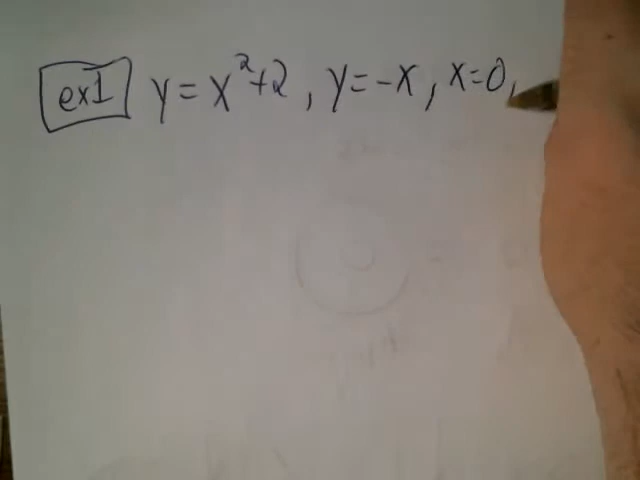 ex1 y = x²+2, y = -x, x = 0,